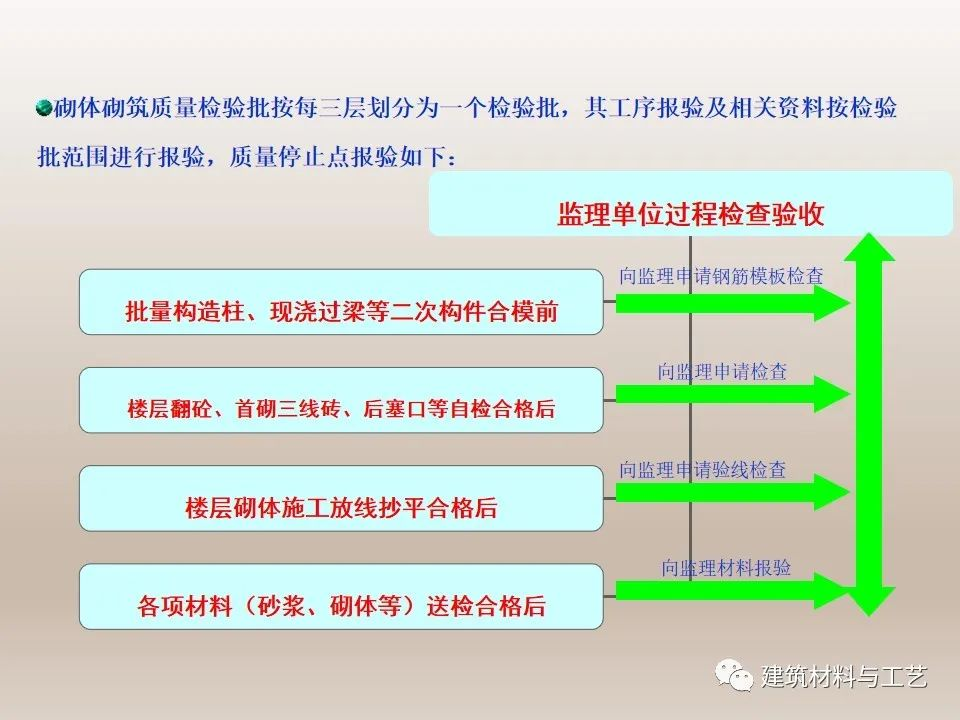 砌体砌筑质量检验批按每三层划分为一个检验批，其工序报验及相关资料按检验
批范围进行报验，质量停止点报验如下：
监理单位过程检查验收
向监理申请钢筋模板检查
批量构造柱、现浇过梁等二次构件合模前
向监理申请检查
楼层翻砼、首砌三线砖、后塞口等自检合格后
向监理申请验线检查
楼层砌体施工放线抄平合格后
向监理材料报验
各项材料（砂浆、砌体等）送检合格后
建筑材料与工艺